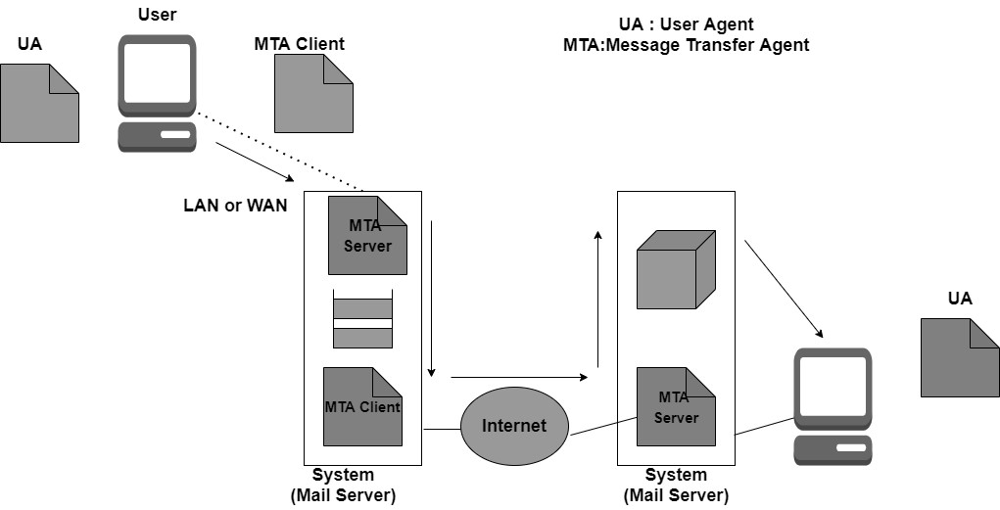 User
UA : User Agent
MTA:Message Transfer Agent
UA
MTA Client
LAN or WAN
MTA
Server
MTA Client
Internet
MTA
Server
UA
System
(Mail Server)
System
(Mail Server)